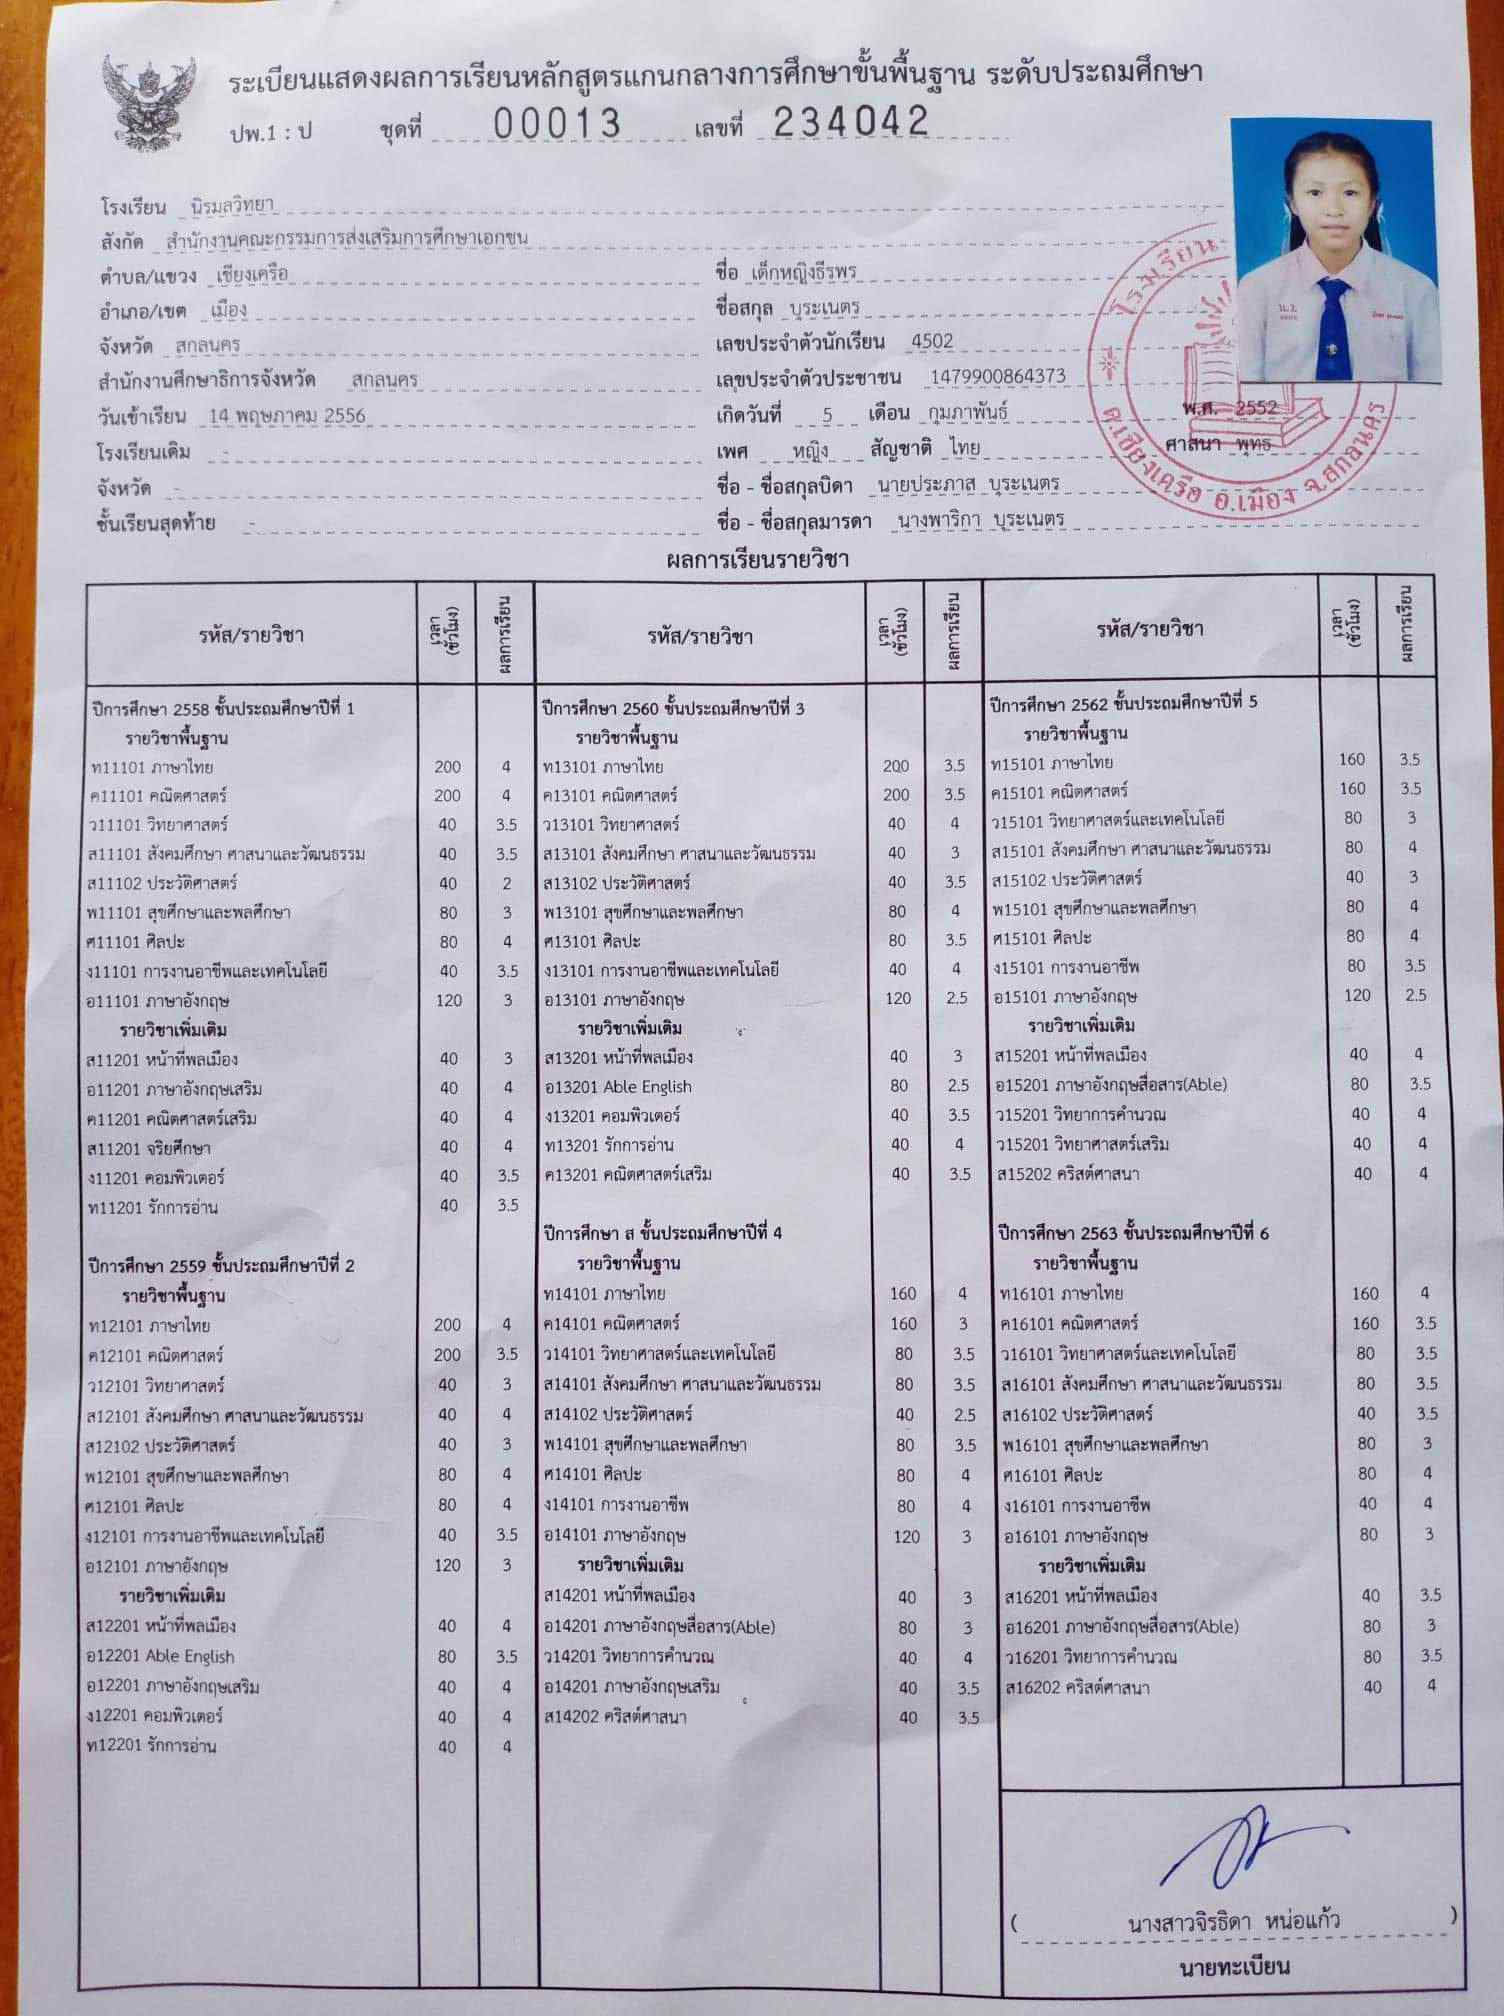 ระเบียนแสดงผลการเรียนหลักสูตรแกนกลางการศึกษาขั้นพื้นฐาน ระดับประถมศึกษา
ปพ.1 : ป ชุดที่ 00013 เลขที่ 234042
โรงเรียน นิรมลวิทยา
สังกัด สำนักงานคณะกรรมการส่งเสริมการศึกษาเอกชน
ตำบล/แขวง เชียงเครือ
อำเภอ/เขต เมือง
จังหวัด สกลนคร
สำนักงานศึกษาธิการจังหวัด สกลนคร
วันเข้าเรียน 14 พฤษภาคม 2556
โรงเรียนเดิม -
จังหวัด -
ชั้นเรียนสุดท้าย -
ชื่อ เด็กหญิงธีรพร
ชื่อสกุล บุระเนตร
เลขประจำตัวนักเรียน 4502
เลขประจำตัวประชาชน 1479900864373
เกิดวันที่ 5 เดือน กุมภาพันธ์ พ.ศ. 2552
เพศ หญิง สัญชาติ ไทย ศาสนา พุทธ
ชื่อ - ชื่อสกุลบิดา นายประภาส บุระเนตร
ชื่อ - ชื่อสกุลมารดา นางพาริกา บุระเนตร
โรงเรียน
ต.เชียงเครือ อ.เมือง จ.สกลนคร
น.ว.
ผลการเรียนรายวิชา
รหัส/รายวิชา เวลา (ชั่วโมง) ผลการเรียน
ปีการศึกษา 2558 ชั้นประถมศึกษาปีที่ 1
รายวิชาพื้นฐาน
ท11101 ภาษาไทย 200 4
ค11101 คณิตศาสตร์ 200 4
ว11101 วิทยาศาสตร์ 40 3.5
ส11101 สังคมศึกษา ศาสนาและวัฒนธรรม 40 3.5
ส11102 ประวัติศาสตร์ 40 2
พ11101 สุขศึกษาและพลศึกษา 80 3
ศ11101 ศิลปะ 80 4
ง11101 การงานอาชีพและเทคโนโลยี 40 3.5
อ11101 ภาษาอังกฤษ 120 3
รายวิชาเพิ่มเติม
ส11201 หน้าที่พลเมือง 40 3
อ11201 ภาษาอังกฤษเสริม 40 4
ค11201 คณิตศาสตร์เสริม 40 4
ส11201 จริยศึกษา 40 4
ง11201 คอมพิวเตอร์ 40 3.5
ท11201 รักการอ่าน 40 3.5
ปีการศึกษา 2559 ชั้นประถมศึกษาปีที่ 2
รายวิชาพื้นฐาน
ท12101 ภาษาไทย 200 4
ค12101 คณิตศาสตร์ 200 3.5
ว12101 วิทยาศาสตร์ 40 3
ส12101 สังคมศึกษา ศาสนาและวัฒนธรรม 40 4
ส12102 ประวัติศาสตร์ 40 3
พ12101 สุขศึกษาและพลศึกษา 80 4
ศ12101 ศิลปะ 80 4
ง12101 การงานอาชีพและเทคโนโลยี 40 3.5
อ12101 ภาษาอังกฤษ 120 3
รายวิชาเพิ่มเติม
ส12201 หน้าที่พลเมือง 40 4
อ12201 Able English 80 3.5
อ12201 ภาษาอังกฤษเสริม 40 4
ง12201 คอมพิวเตอร์ 40 4
ท12201 รักการอ่าน 40 4
รหัส/รายวิชา เวลา (ชั่วโมง) ผลการเรียน
ปีการศึกษา 2560 ชั้นประถมศึกษาปีที่ 3
รายวิชาพื้นฐาน
ท13101 ภาษาไทย 200 3.5
ค13101 คณิตศาสตร์ 200 3.5
ว13101 วิทยาศาสตร์ 40 4
ส13101 สังคมศึกษา ศาสนาและวัฒนธรรม 40 3
ส13102 ประวัติศาสตร์ 40 3.5
พ13101 สุขศึกษาและพลศึกษา 80 4
ศ13101 ศิลปะ 80 3.5
ง13101 การงานอาชีพและเทคโนโลยี 40 4
อ13101 ภาษาอังกฤษ 120 2.5
รายวิชาเพิ่มเติม
ส13201 หน้าที่พลเมือง 40 3
อ13201 Able English 80 2.5
ง13201 คอมพิวเตอร์ 40 3.5
ท13201 รักการอ่าน 40 4
ค13201 คณิตศาสตร์เสริม 40 3.5
ปีการศึกษา ส ชั้นประถมศึกษาปีที่ 4
รายวิชาพื้นฐาน
ท14101 ภาษาไทย 160 4
ค14101 คณิตศาสตร์ 160 3
ว14101 วิทยาศาสตร์และเทคโนโลยี 80 3.5
ส14101 สังคมศึกษา ศาสนาและวัฒนธรรม 80 3.5
ส14102 ประวัติศาสตร์ 40 2.5
พ14101 สุขศึกษาและพลศึกษา 80 3.5
ศ14101 ศิลปะ 80 4
ง14101 การงานอาชีพ 80 4
อ14101 ภาษาอังกฤษ 120 3
รายวิชาเพิ่มเติม
ส14201 หน้าที่พลเมือง 40 3
อ14201 ภาษาอังกฤษสื่อสาร(Able) 80 3
ว14201 วิทยาการคำนวณ 40 4
อ14201 ภาษาอังกฤษเสริม 40 3.5
ส14202 คริสต์ศาสนา 40 3.5
รหัส/รายวิชา เวลา (ชั่วโมง) ผลการเรียน
ปีการศึกษา 2562 ชั้นประถมศึกษาปีที่ 5
รายวิชาพื้นฐาน
ท15101 ภาษาไทย 160 3.5
ค15101 คณิตศาสตร์ 160 3.5
ว15101 วิทยาศาสตร์และเทคโนโลยี 80 3
ส15101 สังคมศึกษา ศาสนาและวัฒนธรรม 80 4
ส15102 ประวัติศาสตร์ 40 3
พ15101 สุขศึกษาและพลศึกษา 80 4
ศ15101 ศิลปะ 80 4
ง15101 การงานอาชีพ 80 3.5
อ15101 ภาษาอังกฤษ 120 2.5
รายวิชาเพิ่มเติม
ส15201 หน้าที่พลเมือง 40 4
อ15201 ภาษาอังกฤษสื่อสาร(Able) 80 3.5
ว15201 วิทยาการคำนวณ 40 4
ว15201 วิทยาศาสตร์เสริม 40 4
ส15202 คริสต์ศาสนา 40 4
ปีการศึกษา 2563 ชั้นประถมศึกษาปีที่ 6
รายวิชาพื้นฐาน
ท16101 ภาษาไทย 160 4
ค16101 คณิตศาสตร์ 160 3.5
ว16101 วิทยาศาสตร์และเทคโนโลยี 80 3.5
ส16101 สังคมศึกษา ศาสนาและวัฒนธรรม 80 3.5
ส16102 ประวัติศาสตร์ 40 3.5
พ16101 สุขศึกษาและพลศึกษา 80 3
ศ16101 ศิลปะ 80 4
ง16101 การงานอาชีพ 40 4
อ16101 ภาษาอังกฤษ 80 3
รายวิชาเพิ่มเติม
ส16201 หน้าที่พลเมือง 40 3.5
อ16201 ภาษาอังกฤษสื่อสาร(Able) 80 3
ว16201 วิทยาการคำนวณ 80 3.5
ส16202 คริสต์ศาสนา 40 4
( นางสาวจิรธิดา หน่อแก้ว )
นายทะเบียน